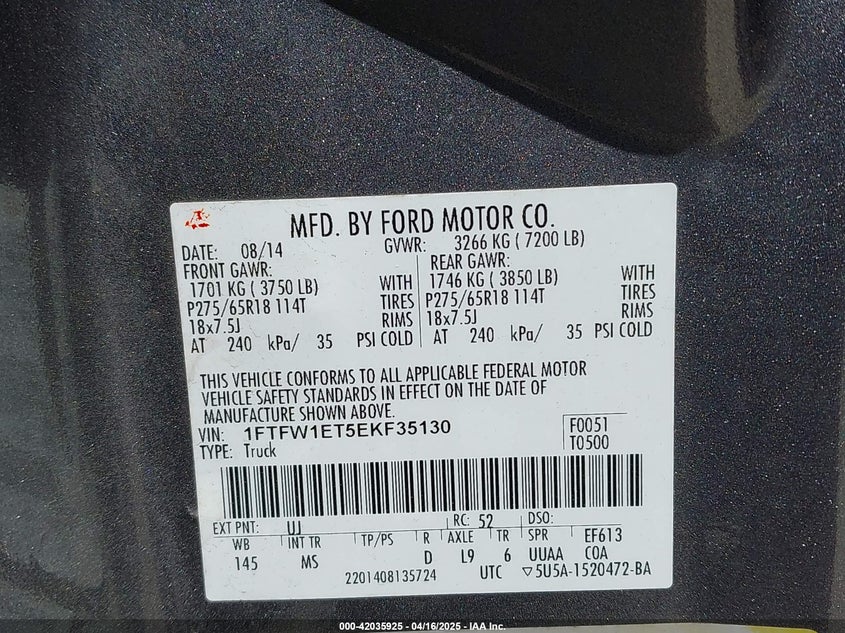 MFD. BY FORD MOTOR CO.
DATE: 08/14 GVWR: 3266 KG ( 7200 LB)
FRONT GAWR: REAR GAWR:
1701 KG ( 3750 LB) WITH 1746 KG ( 3850 LB) WITH
P275/65R18 114T TIRES P275/65R18 114T TIRES
18x7.5J RIMS 18x7.5J RIMS
AT 240 kPa/ 35 PSI COLD AT 240 kPa/ 35 PSI COLD
THIS VEHICLE CONFORMS TO ALL APPLICABLE FEDERAL MOTOR
VEHICLE SAFETY STANDARDS IN EFFECT ON THE DATE OF
MANUFACTURE SHOWN ABOVE.
VIN: 1FTFW1ET5EKF35130 F0051
TYPE: Truck T0500
EXT PNT: UJ RC: 52 DSO:
WB INT TR TP/PS R AXLE TR SPR EF613
145 MS D L9 6 UUAA COA
2201408135724 UTC ▽5U5A-1520472-BA
000-42035925 - 04/16/2025 - IAA Inc.